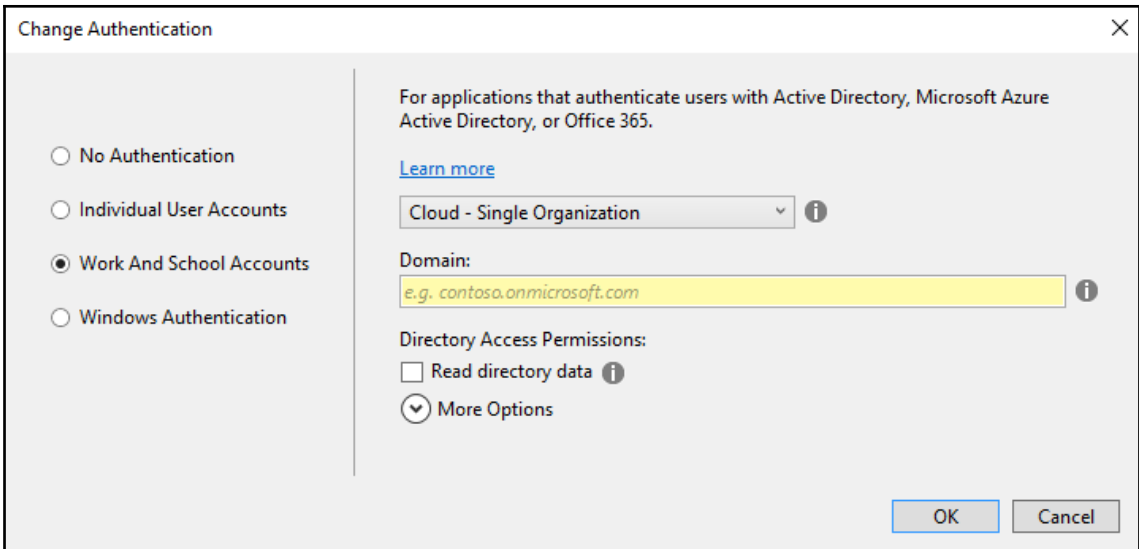 Change Authentication
No Authentication
Individual User Accounts
Work And School Accounts
Windows Authentication
For applications that authenticate users with Active Directory, Microsoft Azure
Active Directory, or Office 365.
Learn more
Cloud - Single Organization
Domain:
e.g. contoso.onmicrosoft.com
Directory Access Permissions:
Read directory data
More Options
OK
Cancel